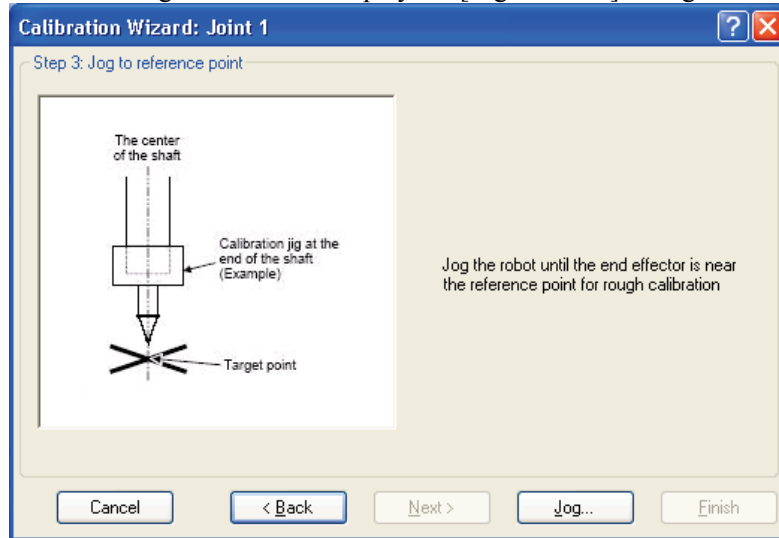 Calibration Wizard: Joint 1
Step 3: Jog to reference point
The center
of the shaft
Calibration jig at the
end of the shaft
(Example)
Target point
Jog the robot until the end effector is near
the reference point for rough calibration
Cancel
< Back
Next >
Jog...
Finish